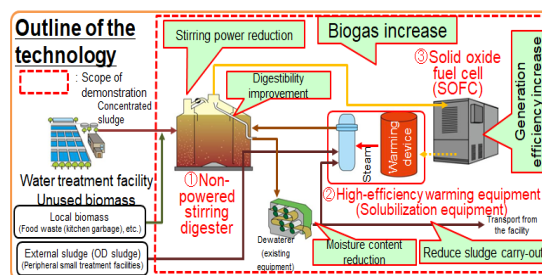 Outline of the
technology
: Scope of
demonstration
Concentrated
sludge
Stirring power reduction
Biogas increase
Digestibility
improvement
③Solid oxide
fuel cell
(SOFC)
Generation
efficiency increase
Water treatment facility
Unused biomass
Local biomass
(Food waste (kitchen garbage), etc.)
External sludge (OD sludge)
(Peripheral small treatment facilities)
①Non-
powered
stirring
digester
Steam
Warming
device
②High-efficiency warming equipment
(Solubilization equipment)
Dewaterer
(existing
equipment)
Moisture content
reduction
Transport from
the facility
Reduce sludge carry-out